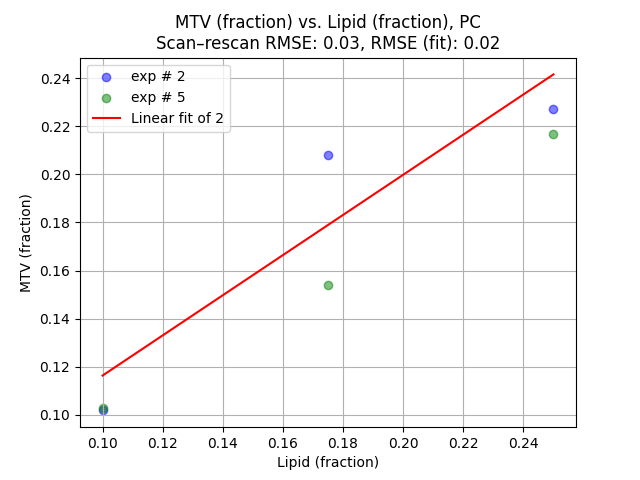 MTV (fraction) vs. Lipid (fraction), PC
Scan–rescan RMSE: 0.03, RMSE (fit): 0.02
exp # 2
exp # 5
Linear fit of 2
MTV (fraction)
0.24
0.22
0.20
0.18
0.16
0.14
0.12
0.10
0.10 0.12 0.14 0.16 0.18 0.20 0.22 0.24
Lipid (fraction)